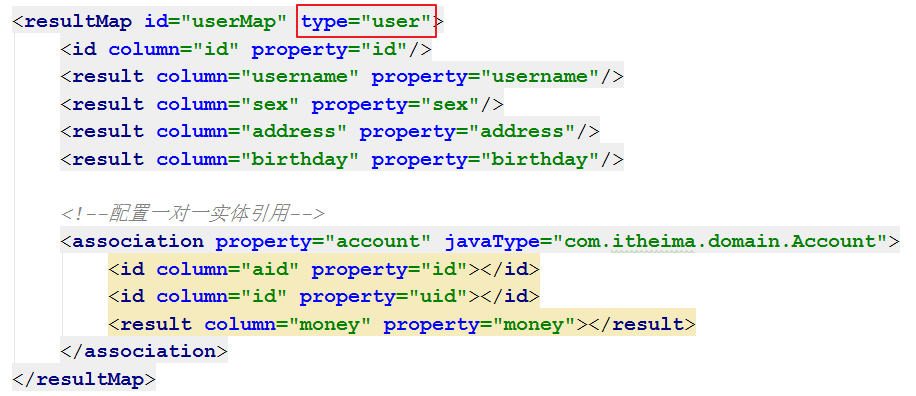 <resultMap id="userMap" type="user">
<id column="id" property="id"/>
<result column="username" property="username"/>
<result column="sex" property="sex"/>
<result column="address" property="address"/>
<result column="birthday" property="birthday"/>
<!--配置一对一实体引用-->
<association property="account" javaType="com.itheima.domain.Account">
<id column="aid" property="id"></id>
<id column="id" property="uid"></id>
<result column="money" property="money"></result>
</association>
</resultMap>